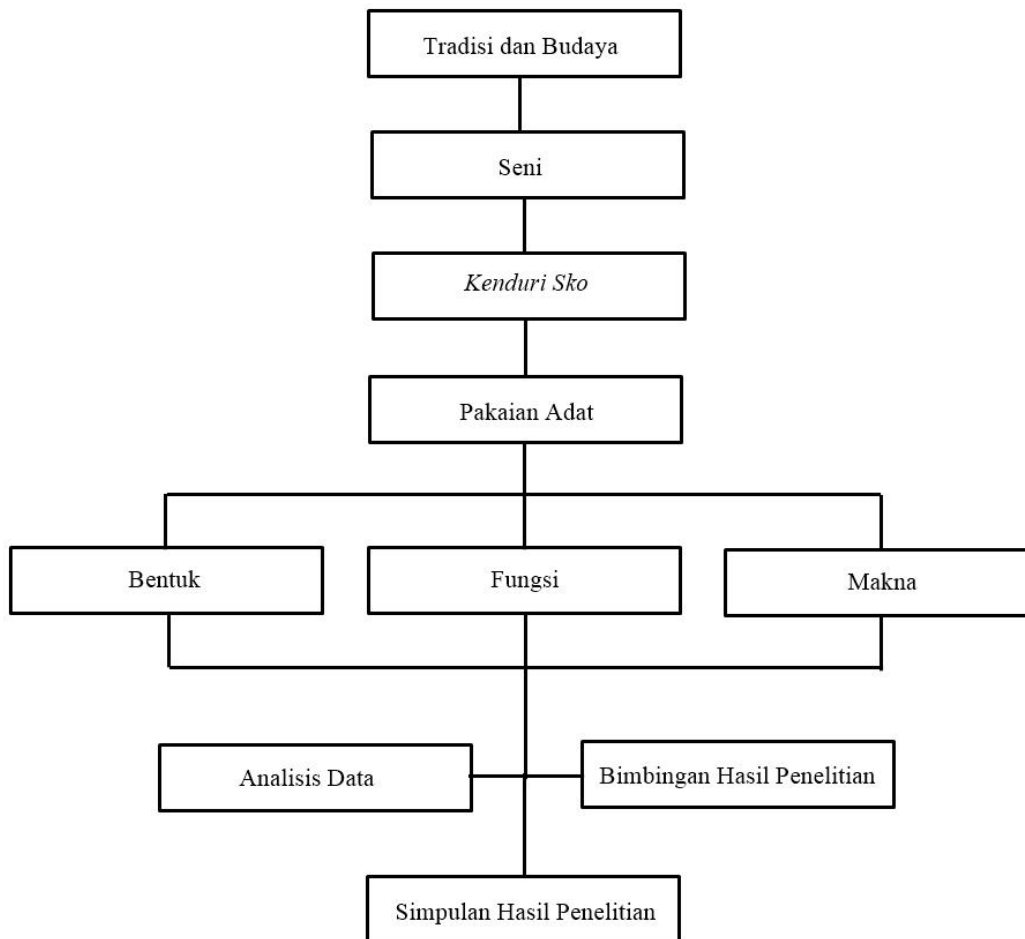 Tradisi dan Budaya
Seni
Kenduri Sko
Pakaian Adat
Bentuk
Fungsi
Makna
Analisis Data
Bimbingan Hasil Penelitian
Simpulan Hasil Penelitian